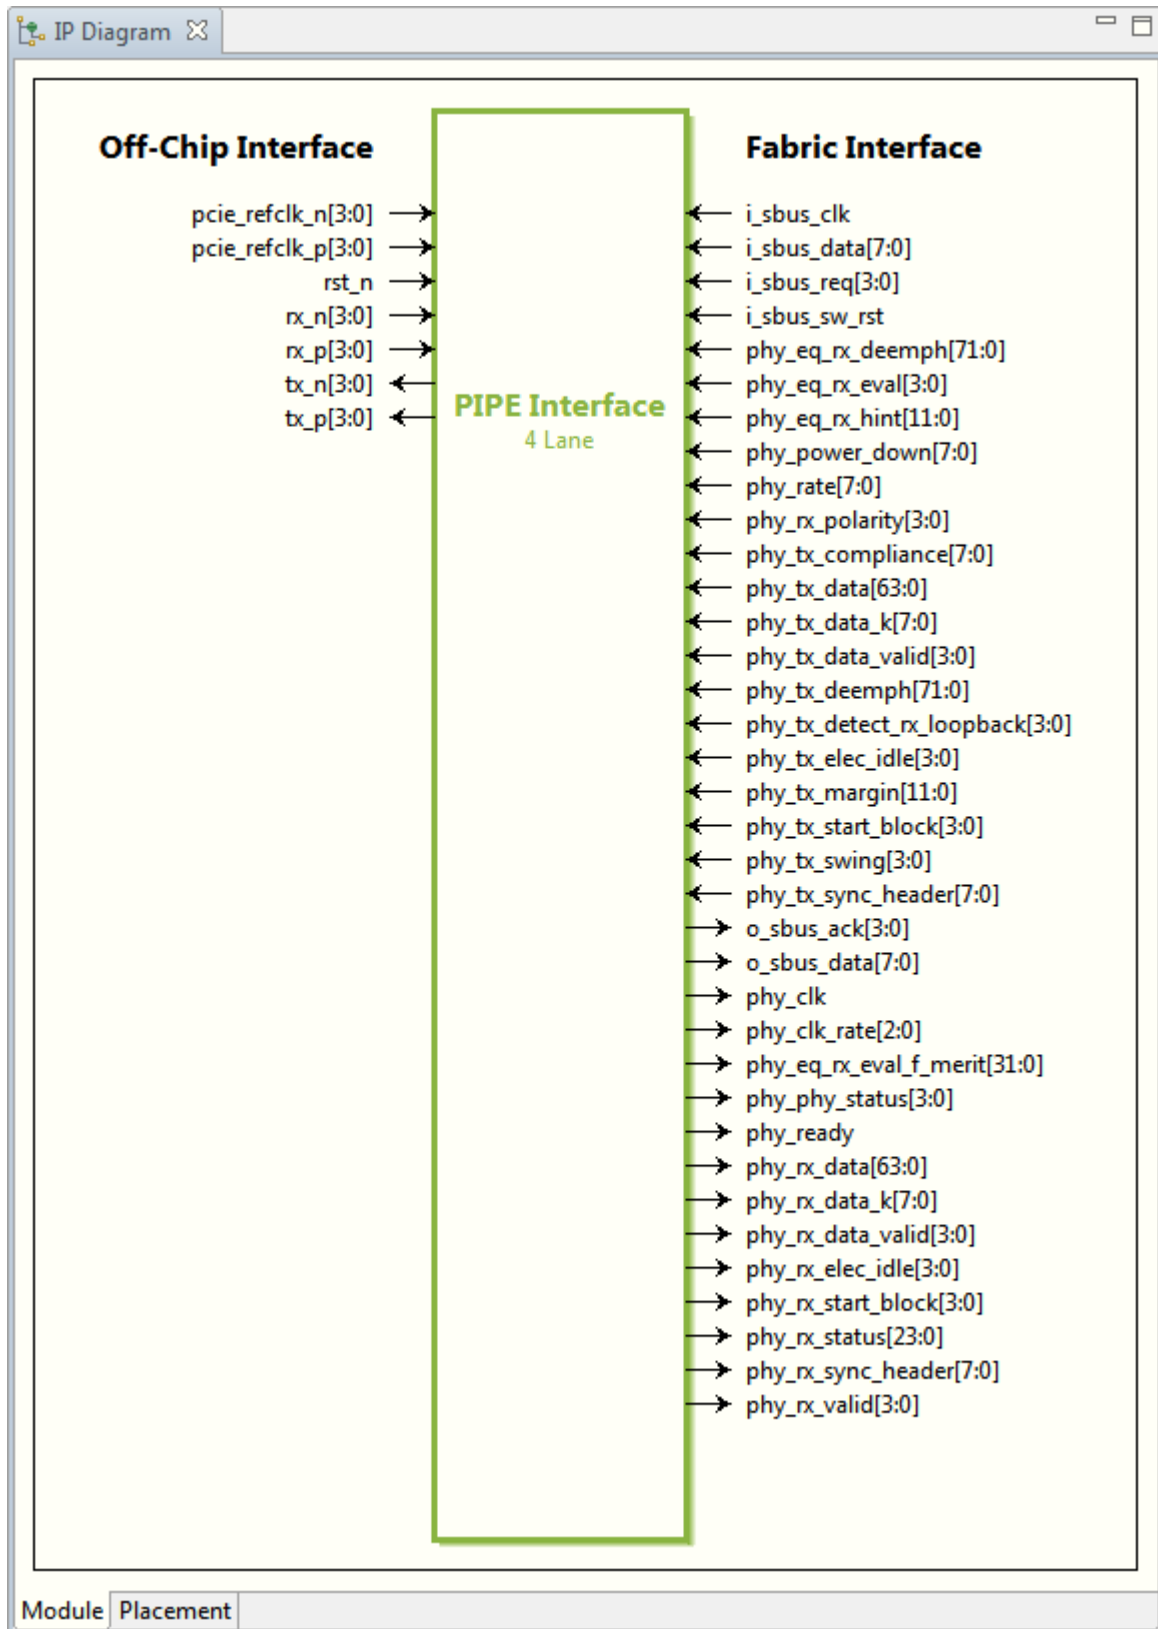 IP Diagram
Off-Chip Interface
pcie_refclk_n[3:0]
pcie_refclk_p[3:0]
rst_n
rx_n[3:0]
rx_p[3:0]
tx_n[3:0]
tx_p[3:0]
PIPE Interface
4 Lane
Fabric Interface
i_sbus_clk
i_sbus_data[7:0]
i_sbus_req[3:0]
i_sbus_sw_rst
phy_eq_rx_deemph[71:0]
phy_eq_rx_eval[3:0]
phy_eq_rx_hint[11:0]
phy_power_down[7:0]
phy_rate[7:0]
phy_rx_polarity[3:0]
phy_tx_compliance[7:0]
phy_tx_data[63:0]
phy_tx_data_k[7:0]
phy_tx_data_valid[3:0]
phy_tx_deemph[71:0]
phy_tx_detect_rx_loopback[3:0]
phy_tx_elec_idle[3:0]
phy_tx_margin[11:0]
phy_tx_start_block[3:0]
phy_tx_swing[3:0]
phy_tx_sync_header[7:0]
o_sbus_ack[3:0]
o_sbus_data[7:0]
phy_clk
phy_clk_rate[2:0]
phy_eq_rx_eval_f_merit[31:0]
phy_phy_status[3:0]
phy_ready
phy_rx_data[63:0]
phy_rx_data_k[7:0]
phy_rx_data_valid[3:0]
phy_rx_elec_idle[3:0]
phy_rx_start_block[3:0]
phy_rx_status[23:0]
phy_rx_sync_header[7:0]
phy_rx_valid[3:0]
Module Placement